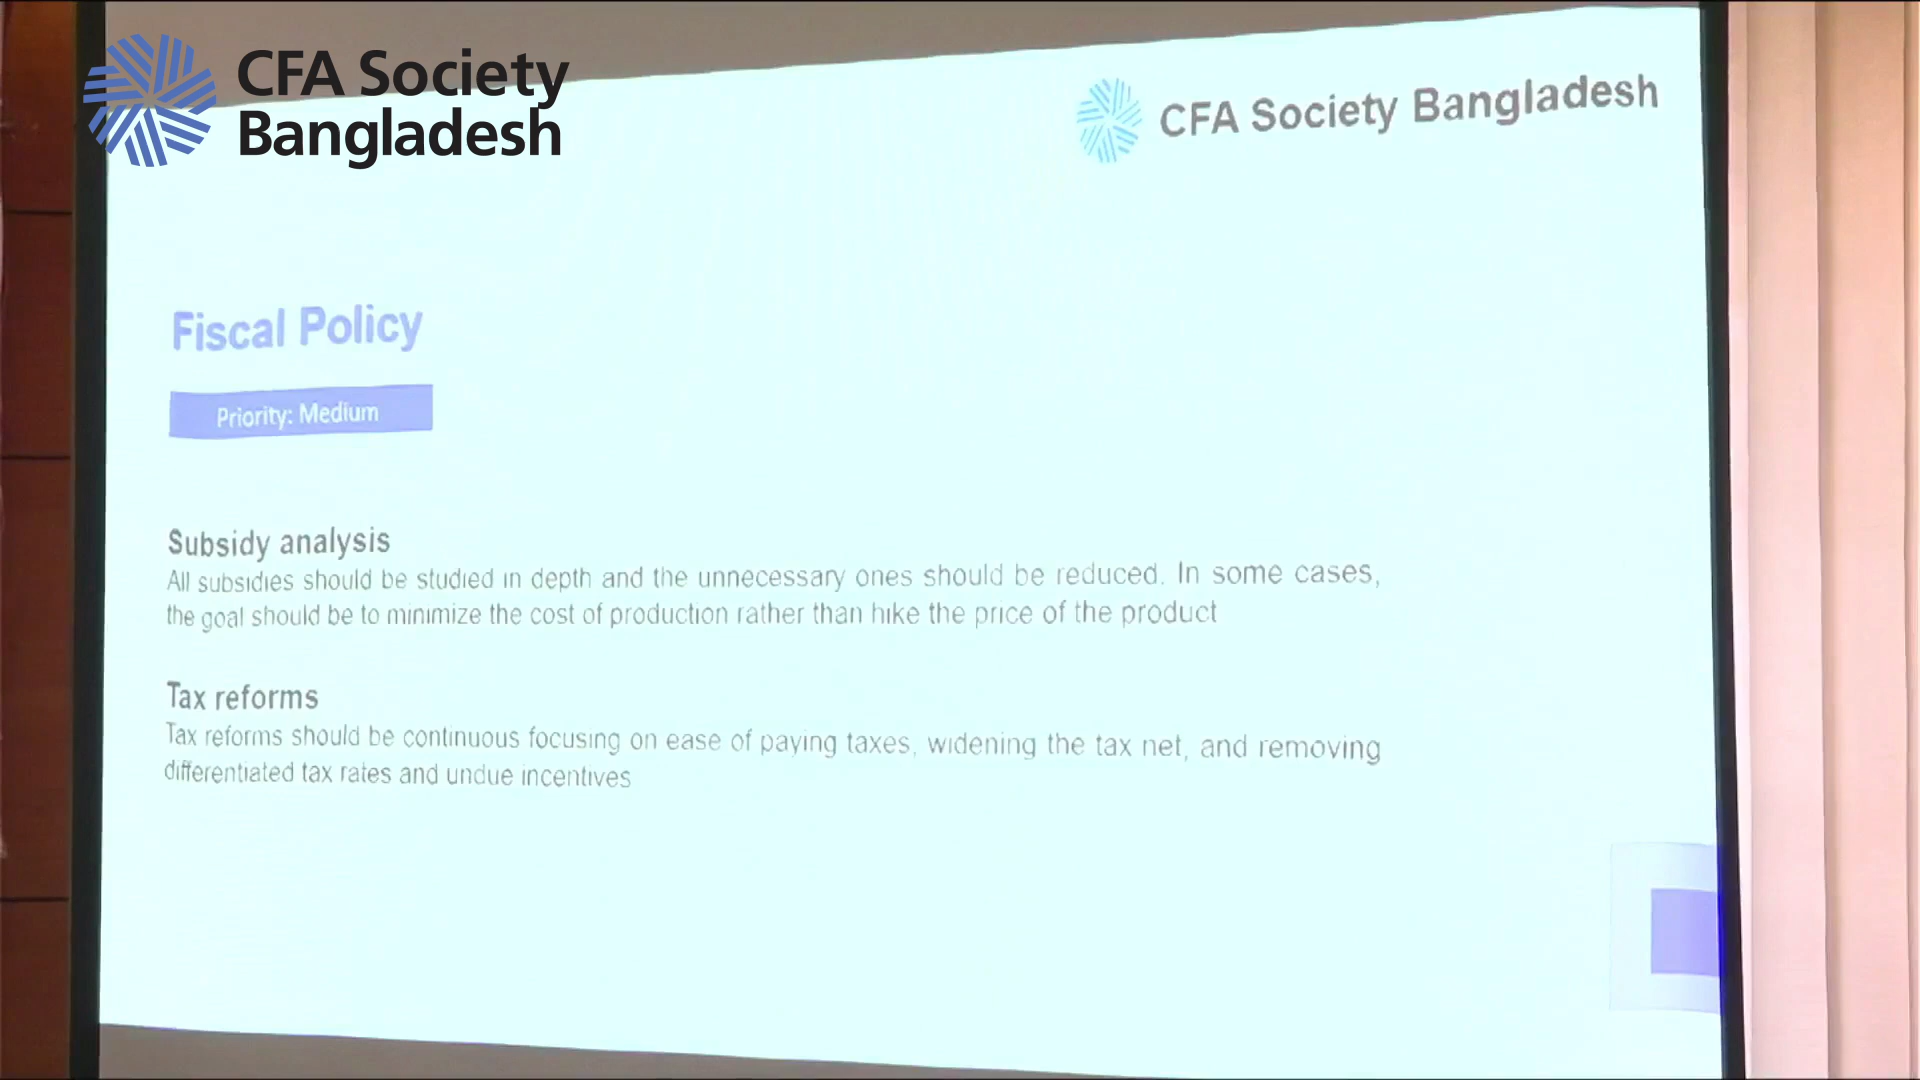 CFA Society
Bangladesh
CFA Society Bangladesh
Fiscal Policy
Priority: Medium
Subsidy analysis
All subsidies should be studied in depth and the unnecessary ones should be reduced. In some cases,
the goal should be to minimize the cost of production rather than hike the price of the product
Tax reforms
Tax reforms should be continuous focusing on ease of paying taxes, widening the tax net, and removing
differentiated tax rates and undue incentives